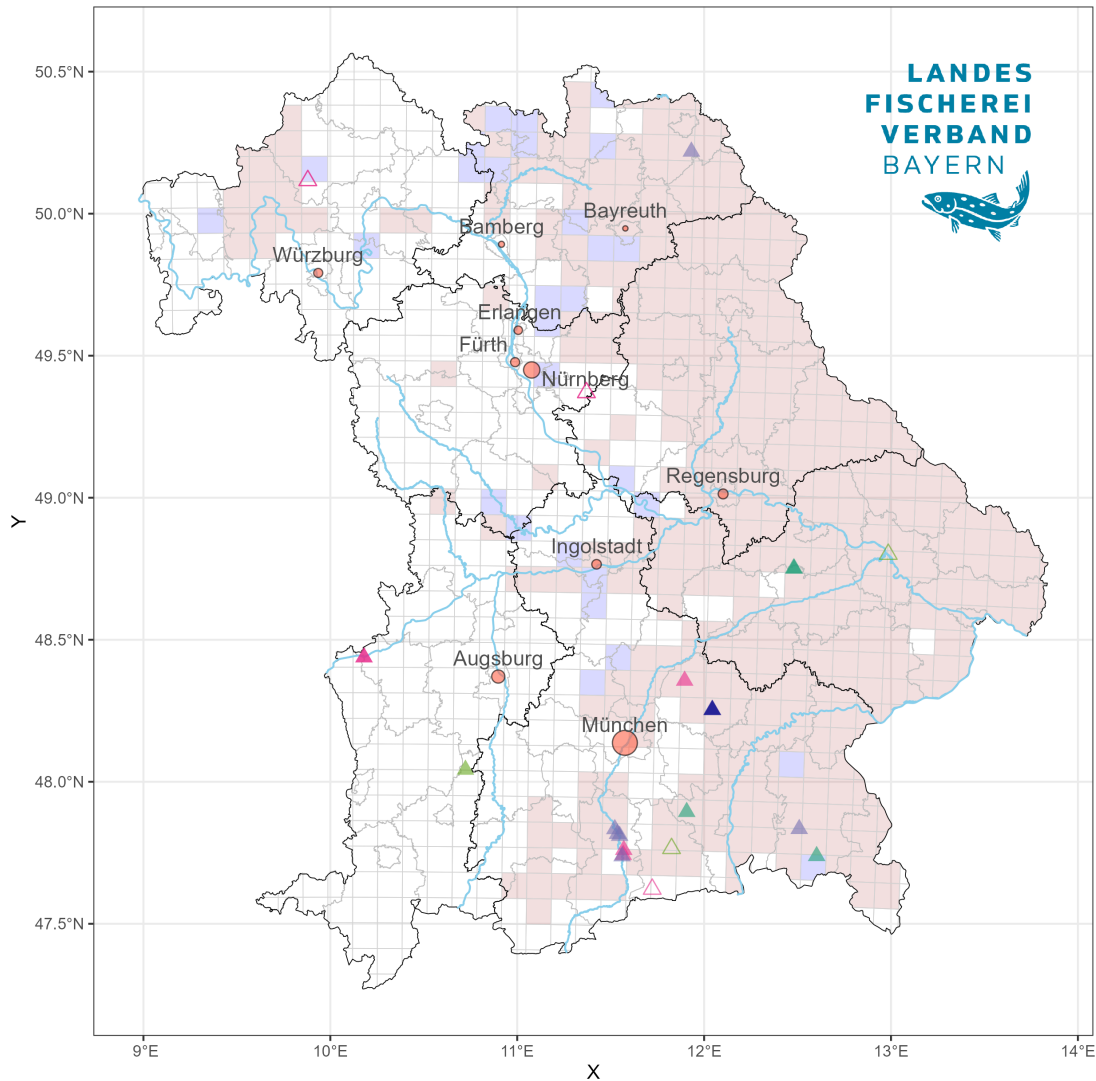 LANDES
FISCHEREI
VERBAND
BAYERN
50.5°N
50.0°N
49.5°N
49.0°N
48.5°N
48.0°N
47.5°N
Y
Bayreuth
Bamberg
Würzburg
Erlangen
Fürth
Nürnberg
Regensburg
Ingolstadt
Augsburg
München
9°E
10°E
11°E
12°E
13°E
14°E
X